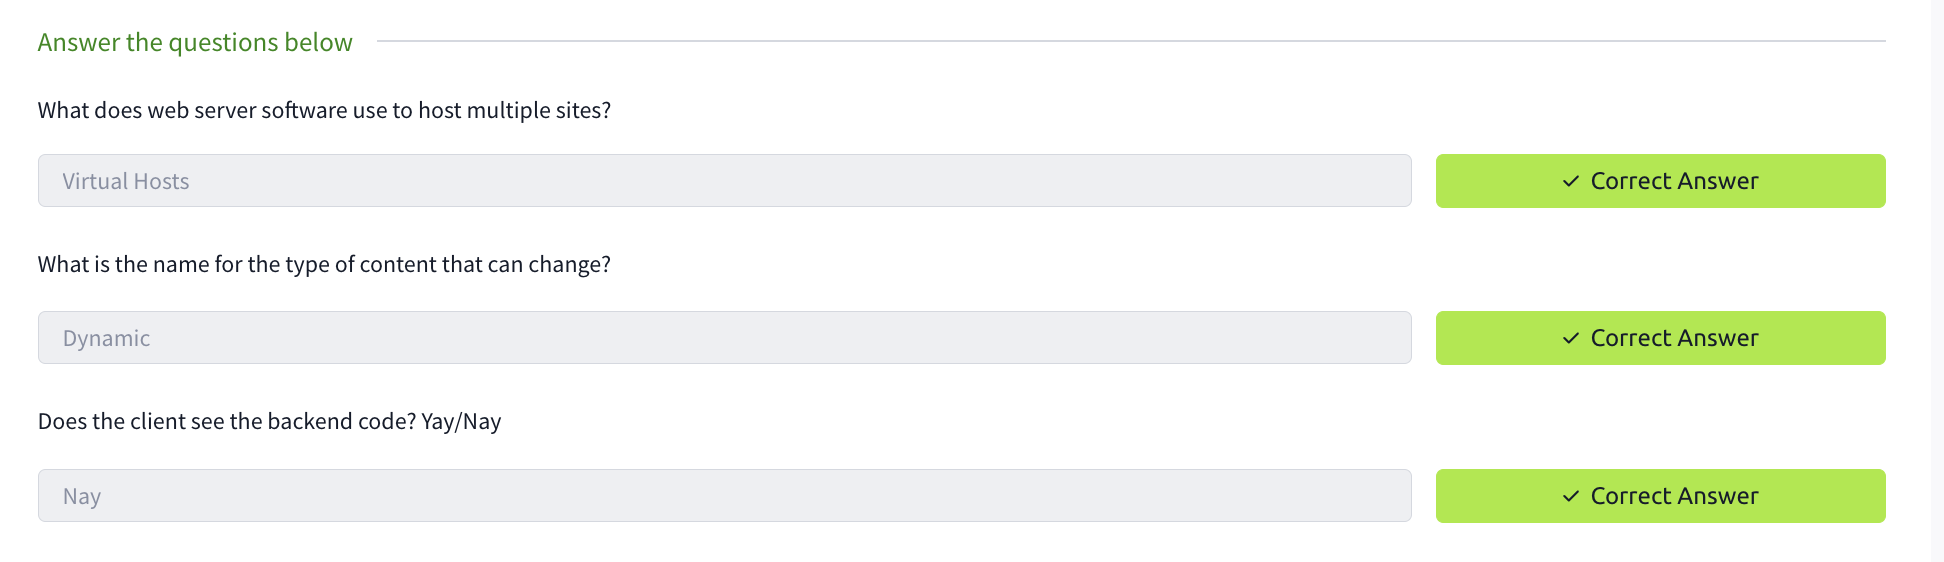 Answer the questions below
What does web server software use to host multiple sites?
Virtual Hosts
✓ Correct Answer
What is the name for the type of content that can change?
Dynamic
✓ Correct Answer
Does the client see the backend code? Yay/Nay
Nay
✓ Correct Answer